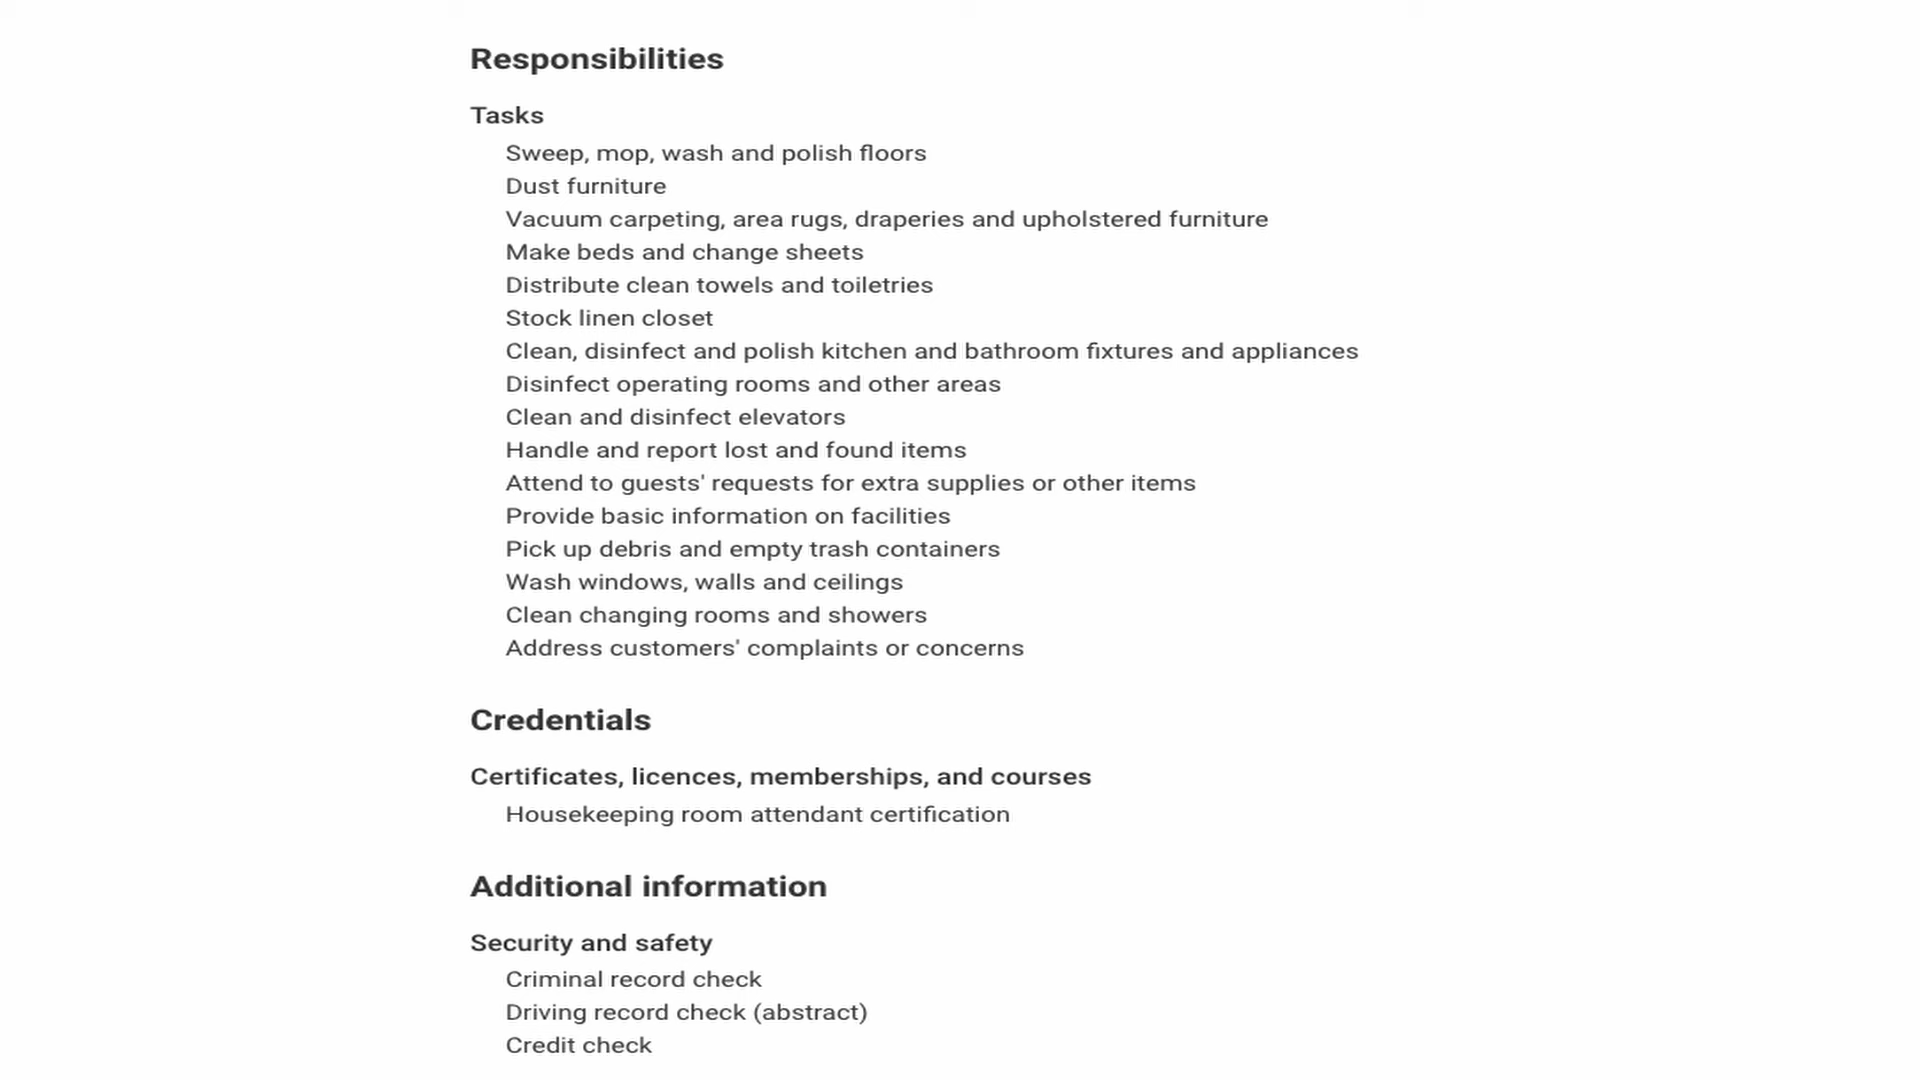 Responsibilities
Tasks
Sweep, mop, wash and polish floors
Dust furniture
Vacuum carpeting, area rugs, draperies and upholstered furniture
Make beds and change sheets
Distribute clean towels and toiletries
Stock linen closet
Clean, disinfect and polish kitchen and bathroom fixtures and appliances
Disinfect operating rooms and other areas
Clean and disinfect elevators
Handle and report lost and found items
Attend to guests' requests for extra supplies or other items
Provide basic information on facilities
Pick up debris and empty trash containers
Wash windows, walls and ceilings
Clean changing rooms and showers
Address customers' complaints or concerns
Credentials
Certificates, licences, memberships, and courses
Housekeeping room attendant certification
Additional information
Security and safety
Criminal record check
Driving record check (abstract)
Credit check